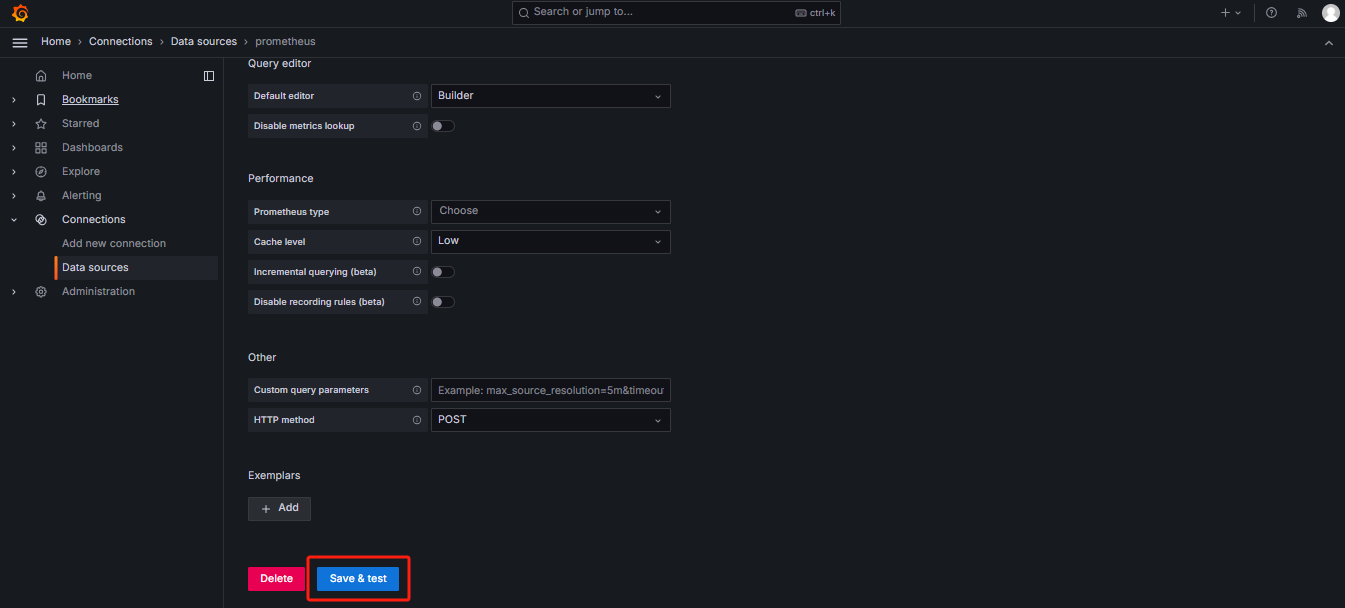 Search or jump to...
ctrl+k
Home › Connections › Data sources › prometheus
Home
Bookmarks
Starred
Dashboards
Explore
Alerting
Connections
Add new connection
Data sources
Administration
Query editor
Default editor
Builder
Disable metrics lookup
Performance
Prometheus type
Choose
Cache level
Low
Incremental querying (beta)
Disable recording rules (beta)
Other
Custom query parameters
Example: max_source_resolution=5m&timeout
HTTP method
POST
Exemplars
+ Add
Delete
Save & test